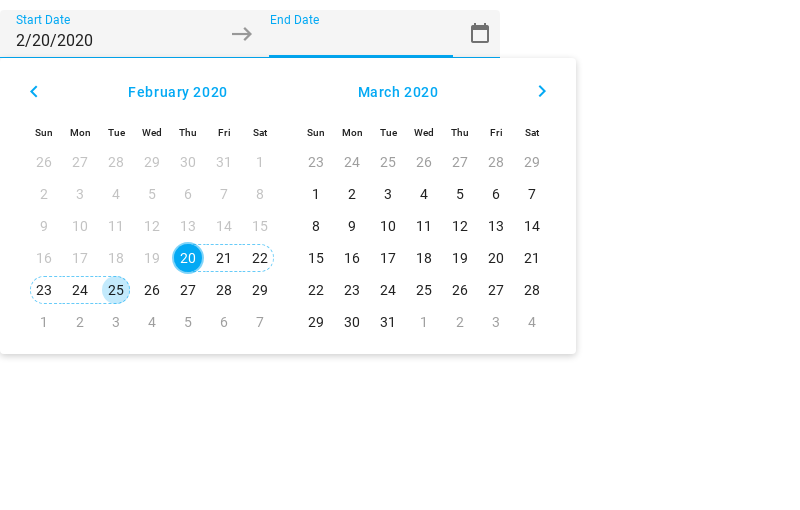 Start Date End Date
2/20/2020
February 2020 March 2020
Sun Mon Tue Wed Thu Fri Sat Sun Mon Tue Wed Thu Fri Sat
26 27 28 29 30 31 1 23 24 25 26 27 28 29
2 3 4 5 6 7 8 1 2 3 4 5 6 7
9 10 11 12 13 14 15 8 9 10 11 12 13 14
16 17 18 19 20 21 22 15 16 17 18 19 20 21
23 24 25 26 27 28 29 22 23 24 25 26 27 28
1 2 3 4 5 6 7 29 30 31 1 2 3 4